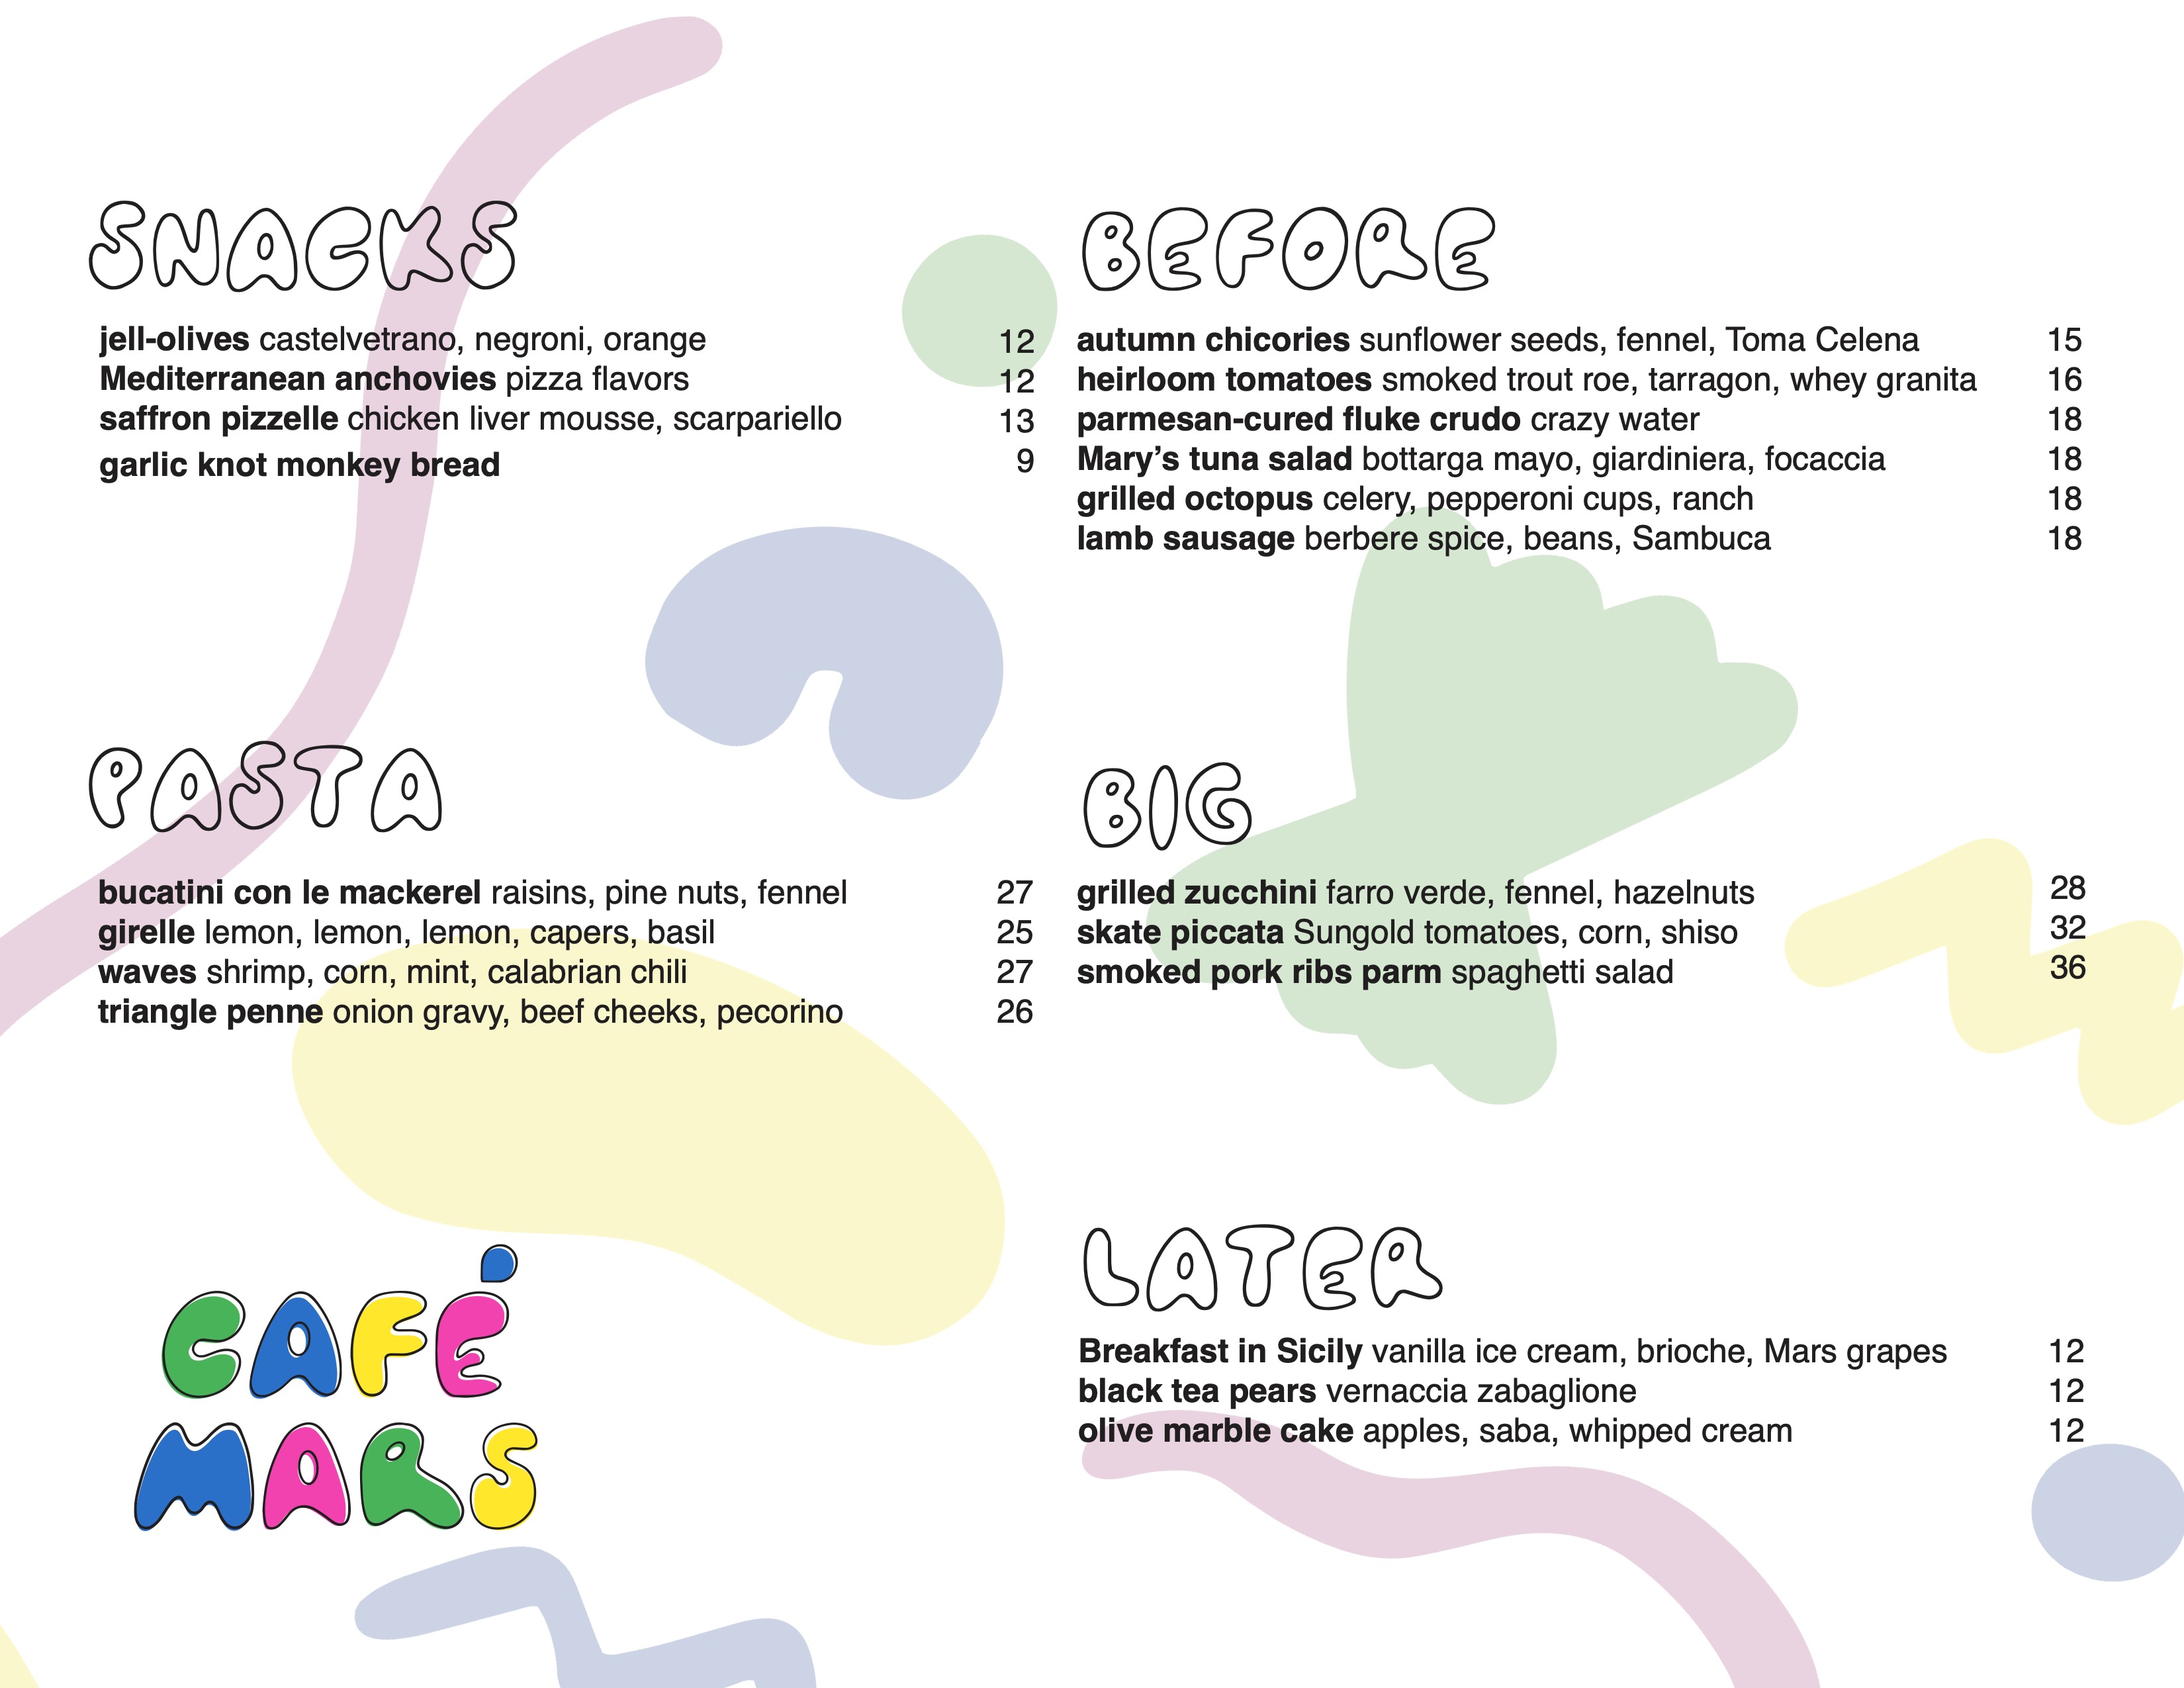 SNACKS
jell-olives castelvetrano, negroni, orange 12
Mediterranean anchovies pizza flavors 12
saffron pizzelle chicken liver mousse, scarpariello 13
garlic knot monkey bread 9
BEFORE
autumn chicories sunflower seeds, fennel, Toma Celena 15
heirloom tomatoes smoked trout roe, tarragon, whey granita 16
parmesan-cured fluke crudo crazy water 18
Mary’s tuna salad bottarga mayo, giardiniera, focaccia 18
grilled octopus celery, pepperoni cups, ranch 18
lamb sausage berbere spice, beans, Sambuca 18
PASTA
bucatini con le mackerel raisins, pine nuts, fennel 27
girelle lemon, lemon, lemon, capers, basil 25
waves shrimp, corn, mint, calabrian chili 27
triangle penne onion gravy, beef cheeks, pecorino 26
BIG
grilled zucchini farro verde, fennel, hazelnuts 28
skate piccata Sungold tomatoes, corn, shiso 32
smoked pork ribs parm spaghetti salad 36
CAFÉ
MARS
LATER
Breakfast in Sicily vanilla ice cream, brioche, Mars grapes 12
black tea pears vernaccia zabaglione 12
olive marble cake apples, saba, whipped cream 12